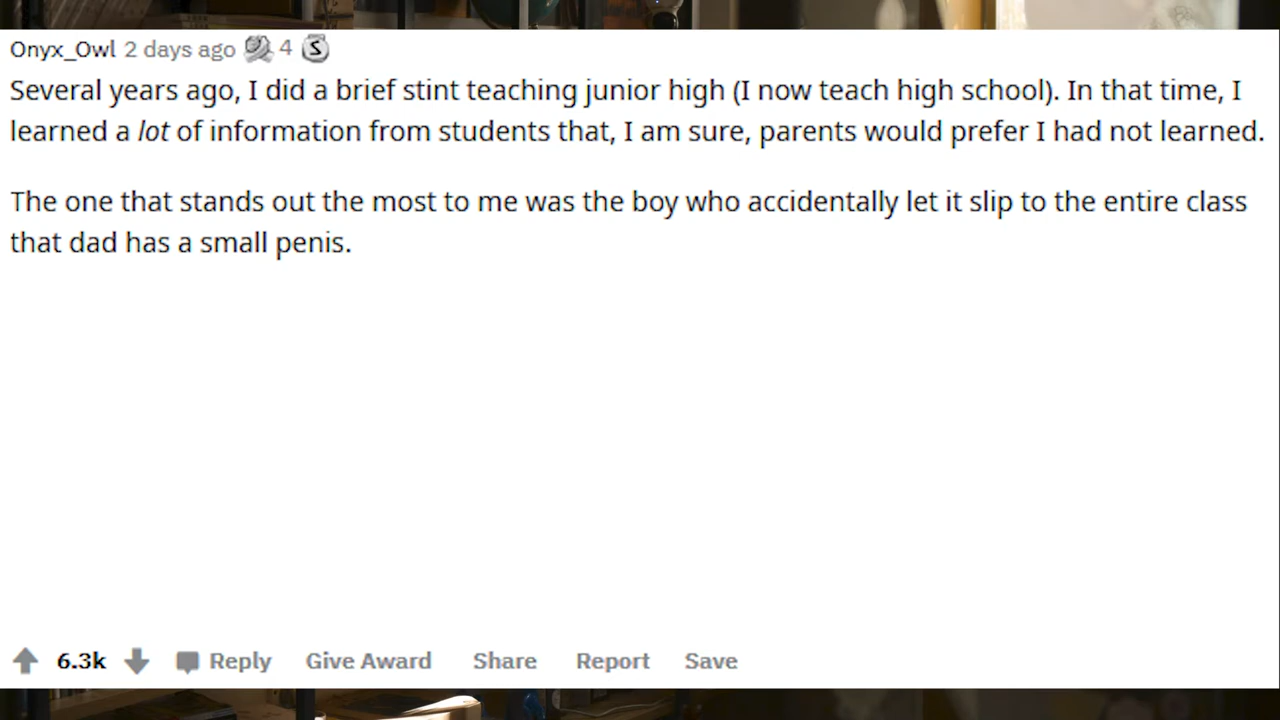 Onyx_Owl 2 days ago 4 S
Several years ago, I did a brief stint teaching junior high (I now teach high school). In that time, I
learned a lot of information from students that, I am sure, parents would prefer I had not learned.
The one that stands out the most to me was the boy who accidentally let it slip to the entire class
that dad has a small penis.
6.3k Reply Give Award Share Report Save